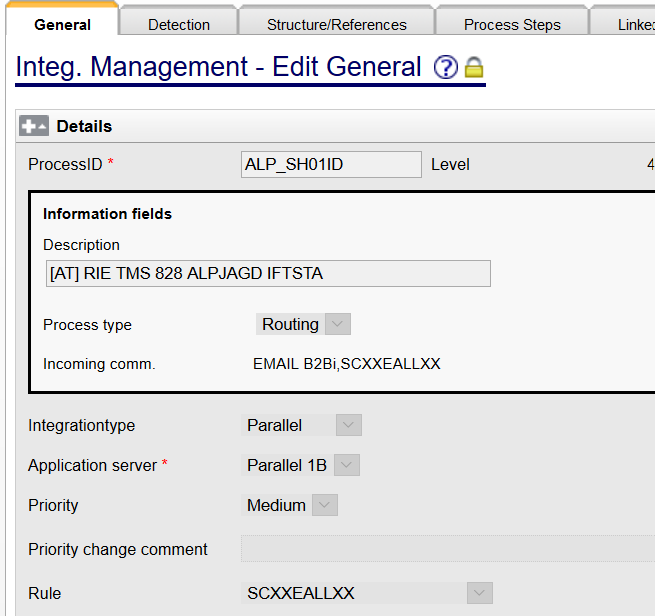 General Detection Structure/References Process Steps Linke
Integ. Management - Edit General ?
Details
ProcessID * ALP_SH01ID Level 4
Information fields
Description
[AT] RIE TMS 828 ALPJAGD IFTSTA
Process type Routing
Incoming comm. EMAIL B2Bi,SCXXEALLXX
Integrationtype Parallel
Application server * Parallel 1B
Priority Medium
Priority change comment
Rule SCXXEALLXX